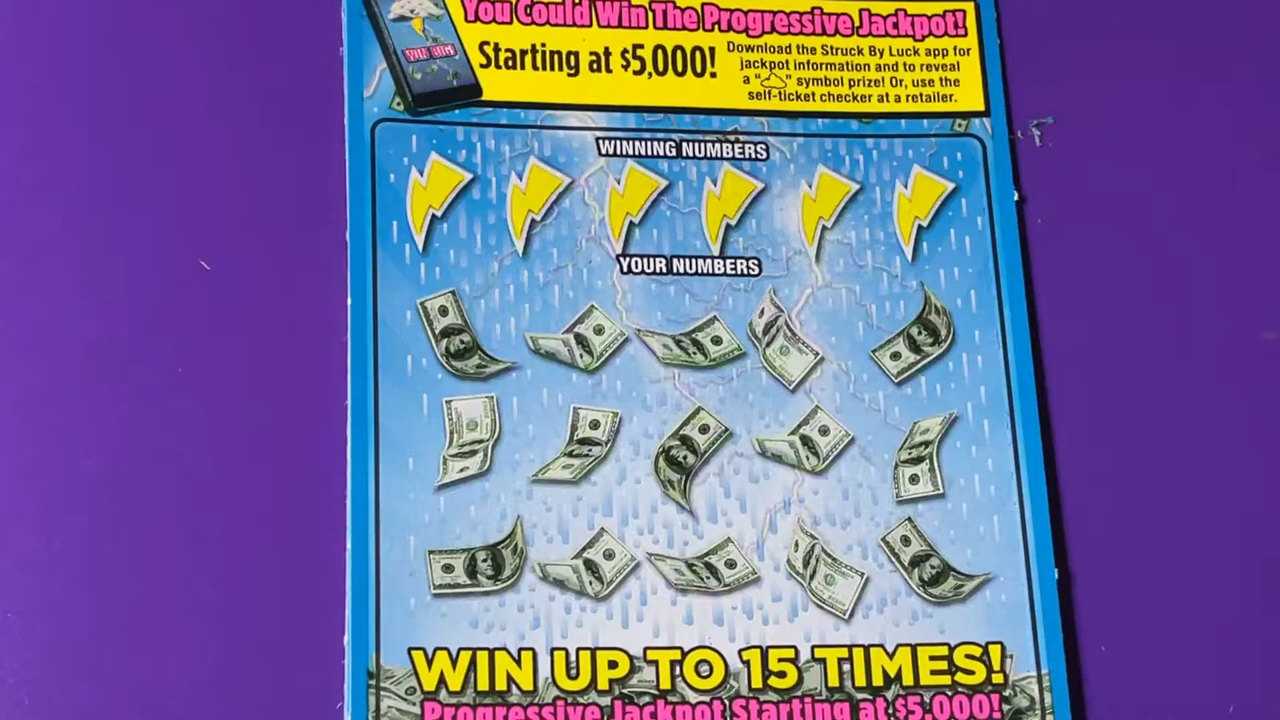 You Could Win The Progressive Jackpot!
Starting at $5,000!
Download the Struck By Luck app for
jackpot information and to reveal
a " " symbol prize! Or, use the
self-ticket checker at a retailer.
WIN BIG!
WINNING NUMBERS
YOUR NUMBERS
WIN UP TO 15 TIMES!
Progressive Jackpot Starting at $5,000!